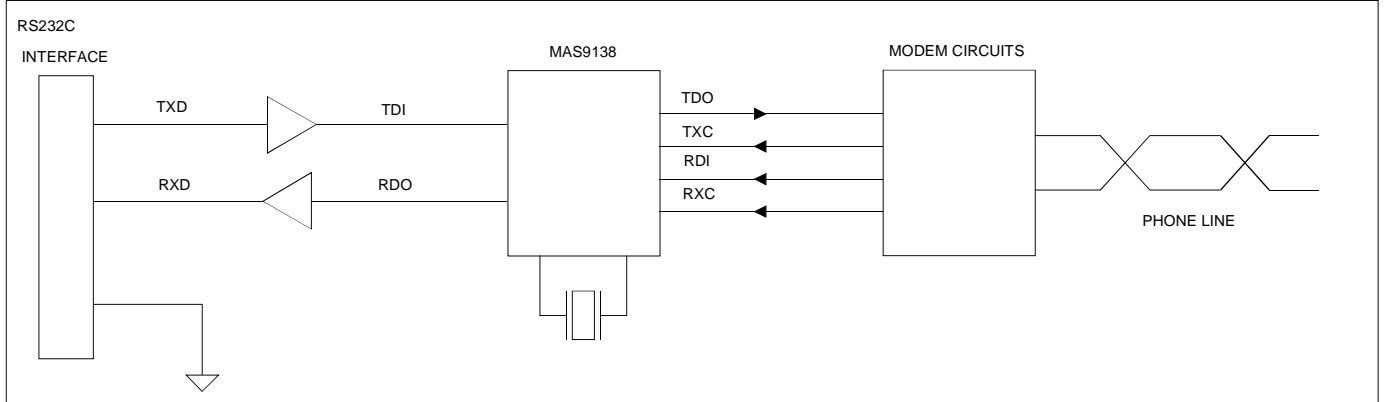 RS232C
INTERFACE
MAS9138
MODEM CIRCUITS
TXD
TDI
TDO
TXC
RDI
RXD
RDO
RXC
PHONE LINE